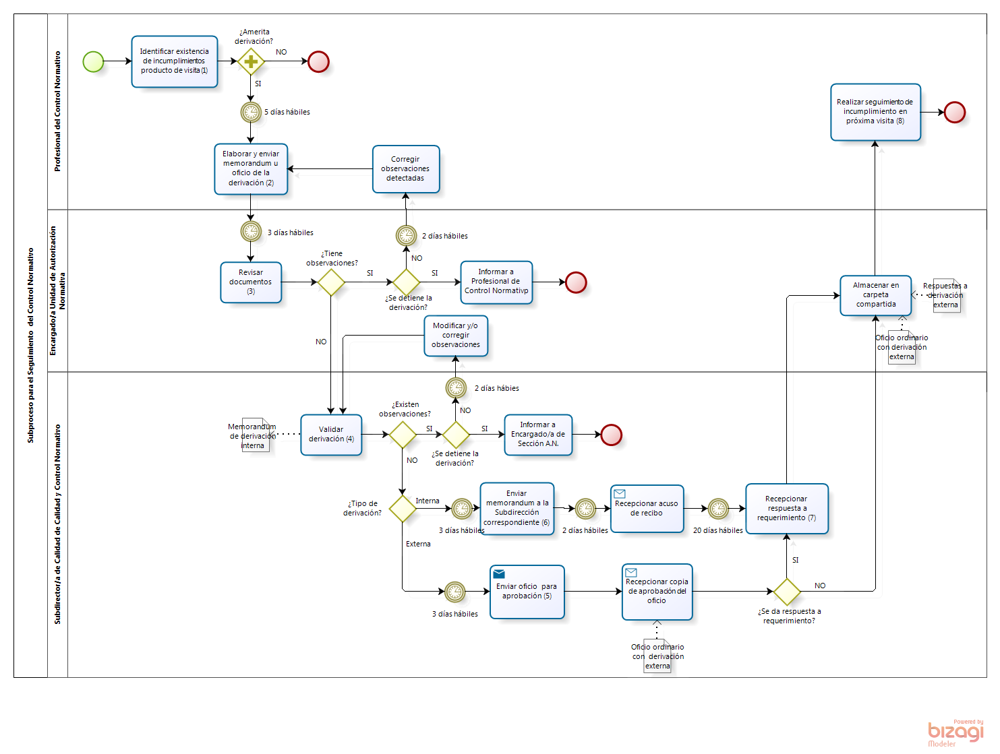 Subproceso para el Seguimiento del Control Normativo
Profesional del Control Normativo
¿Amerita
derivación?
Identificar existencia
de incumplimientos
producto de visita (1)
NO
SI
5 días hábiles
Elaborar y enviar
memorandum u
oficio de la
derivación (2)
Corregir
observaciones
detectadas
Realizar seguimiento de
incumplimiento en
próxima visita (8)
Encargado/a Unidad de Autorización
Normativa
3 días hábiles
2 días hábiles
Revisar
documentos
(3)
¿Tiene
observaciones?
SI
NO
SI
¿Se detiene la
derivación?
Informar a
Profesional de
Control Normativp
NO
Modificar y/o
corregir
observaciones
Almacenar en
carpeta
compartida
Respuestas a
derivación
externa
Oficio ordinario
con derivación
externa
Subdirector/a de Calidad de Calidad y Control Normativo
2 días hábies
Memorandum
de derivación
interna
Validar
derivación (4)
¿Existen
observaciones?
SI
NO
SI
¿Se detiene la
derivación?
Informar a
Encargado/a de
Sección A.N.
NO
¿Tipo de
derivación?
Interna
3 días hábiles
Enviar
memorandum a la
Subdirección
correspondiente (6)
2 días hábiles
Recepcionar acuso
de recibo
20 días hábiles
Recepcionar
respuesta a
requerimiento (7)
Externa
3 días hábiles
Enviar oficio para
aprobación (5)
Recepcionar copia
de aprobación del
oficio
SI
NO
¿Se da respuesta a
requerimiento?
Oficio ordinario
con derivación
externa
Powered by
bizagi
Modeler